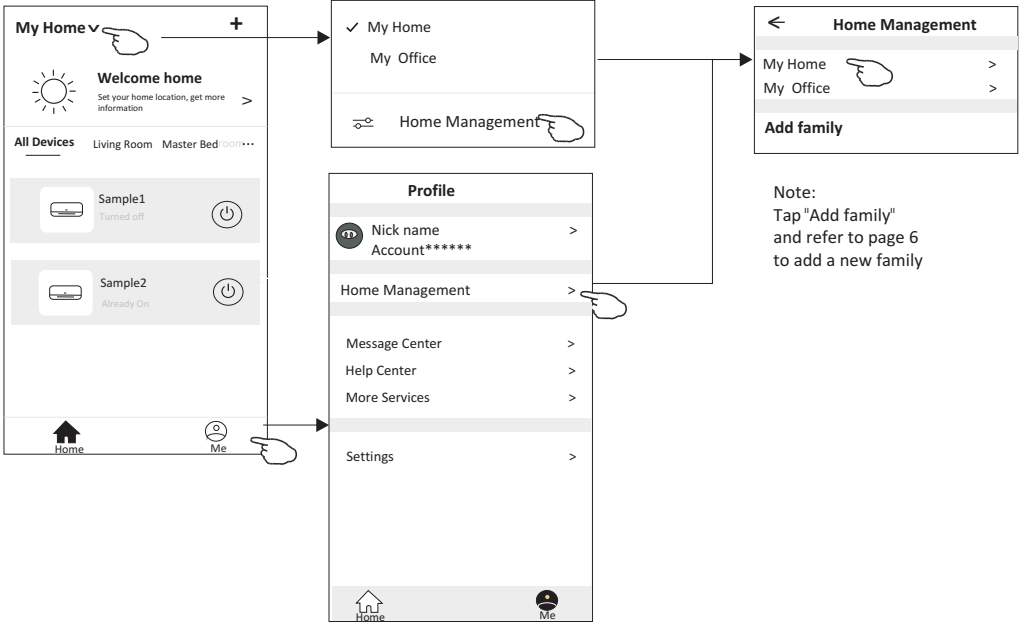 My Home
+
Welcome home
Set your home location, get more
information
>
All Devices Living Room Master Bedroom ...
Sample1
Turned off
Sample2
Already On
Home
Me
✓ My Home
My Office
Home Management
Profile
Nick name >
Account******
Home Management >
Message Center >
Help Center >
More Services >
Settings >
Home
Me
← Home Management
My Home >
My Office >
Add family
Note:
Tap "Add family"
and refer to page 6
to add a new family